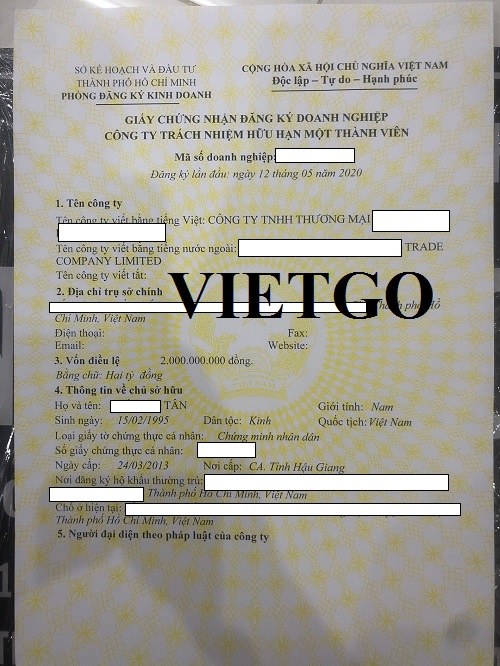 SỞ KẾ HOẠCH VÀ ĐẦU TƯ
THÀNH PHỐ HỒ CHÍ MINH
PHÒNG ĐĂNG KÝ KINH DOANH
CỘNG HÒA XÃ HỘI CHỦ NGHĨA VIỆT NAM
Độc lập – Tự do – Hạnh phúc
GIẤY CHỨNG NHẬN ĐĂNG KÝ DOANH NGHIỆP
CÔNG TY TRÁCH NHIỆM HỮU HẠN MỘT THÀNH VIÊN
Mã số doanh nghiệp:
Đăng ký lần đầu: ngày 12 tháng 05 năm 2020
1. Tên công ty
Tên công ty viết bằng tiếng Việt: CÔNG TY TNHH THƯƠNG MẠI
Tên công ty viết bằng tiếng nước ngoài: TRADE
COMPANY LIMITED
Tên công ty viết tắt:
VIETGO
2. Địa chỉ trụ sở chính
Thành phố Hồ
Chí Minh, Việt Nam
Điện thoại: Fax:
Email: Website:
3. Vốn điều lệ 2.000.000.000 đồng.
Bằng chữ: Hai tỷ đồng
4. Thông tin về chủ sở hữu
Họ và tên: TẤN Giới tính: Nam
Sinh ngày: 15/02/1995 Dân tộc: Kinh Quốc tịch: Việt Nam
Loại giấy tờ chứng thực cá nhân: Chứng minh nhân dân
Số giấy chứng thực cá nhân:
Ngày cấp: 24/03/2013 Nơi cấp: CA. Tỉnh Hậu Giang
Nơi đăng ký hộ khẩu thường trú:
Thành phố Hồ Chí Minh, Việt Nam
Chỗ ở hiện tại:
Thành phố Hồ Chí Minh, Việt Nam
5. Người đại diện theo pháp luật của công ty